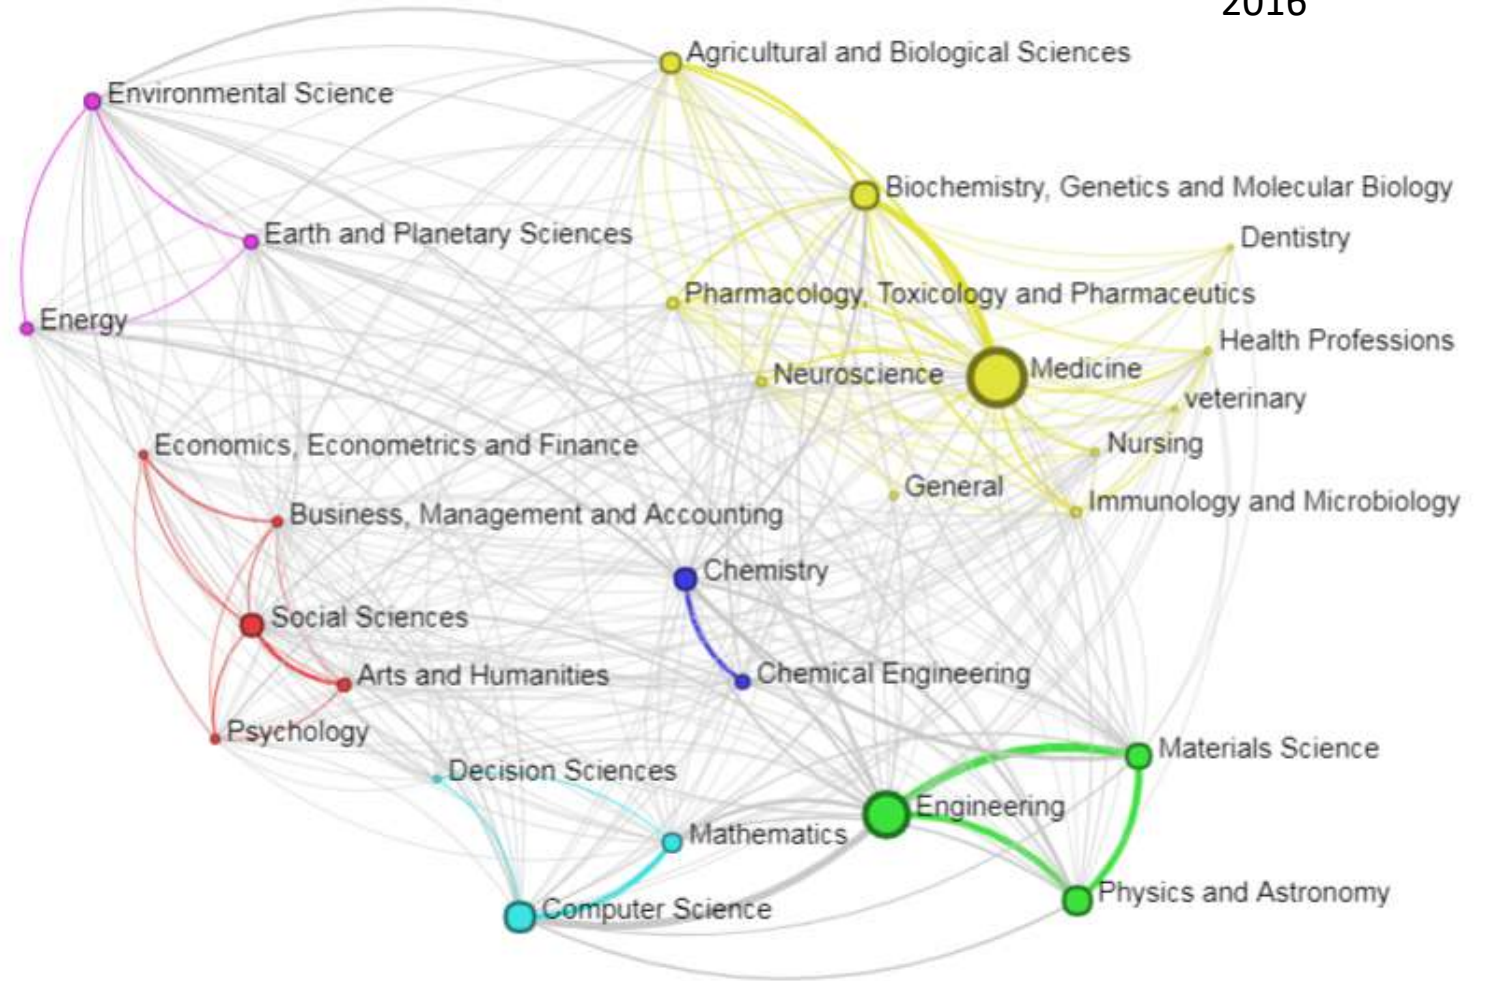 2016
Agricultural and Biological Sciences
Environmental Science
Biochemistry, Genetics and Molecular Biology
Dentistry
Earth and Planetary Sciences
Pharmacology, Toxicology and Pharmaceutics
Energy
Health Professions
Medicine
Neuroscience
veterinary
Economics, Econometrics and Finance
Nursing
General
Immunology and Microbiology
Business, Management and Accounting
Chemistry
Social Sciences
Arts and Humanities
Chemical Engineering
Psychology
Materials Science
Decision Sciences
Engineering
Mathematics
Physics and Astronomy
Computer Science